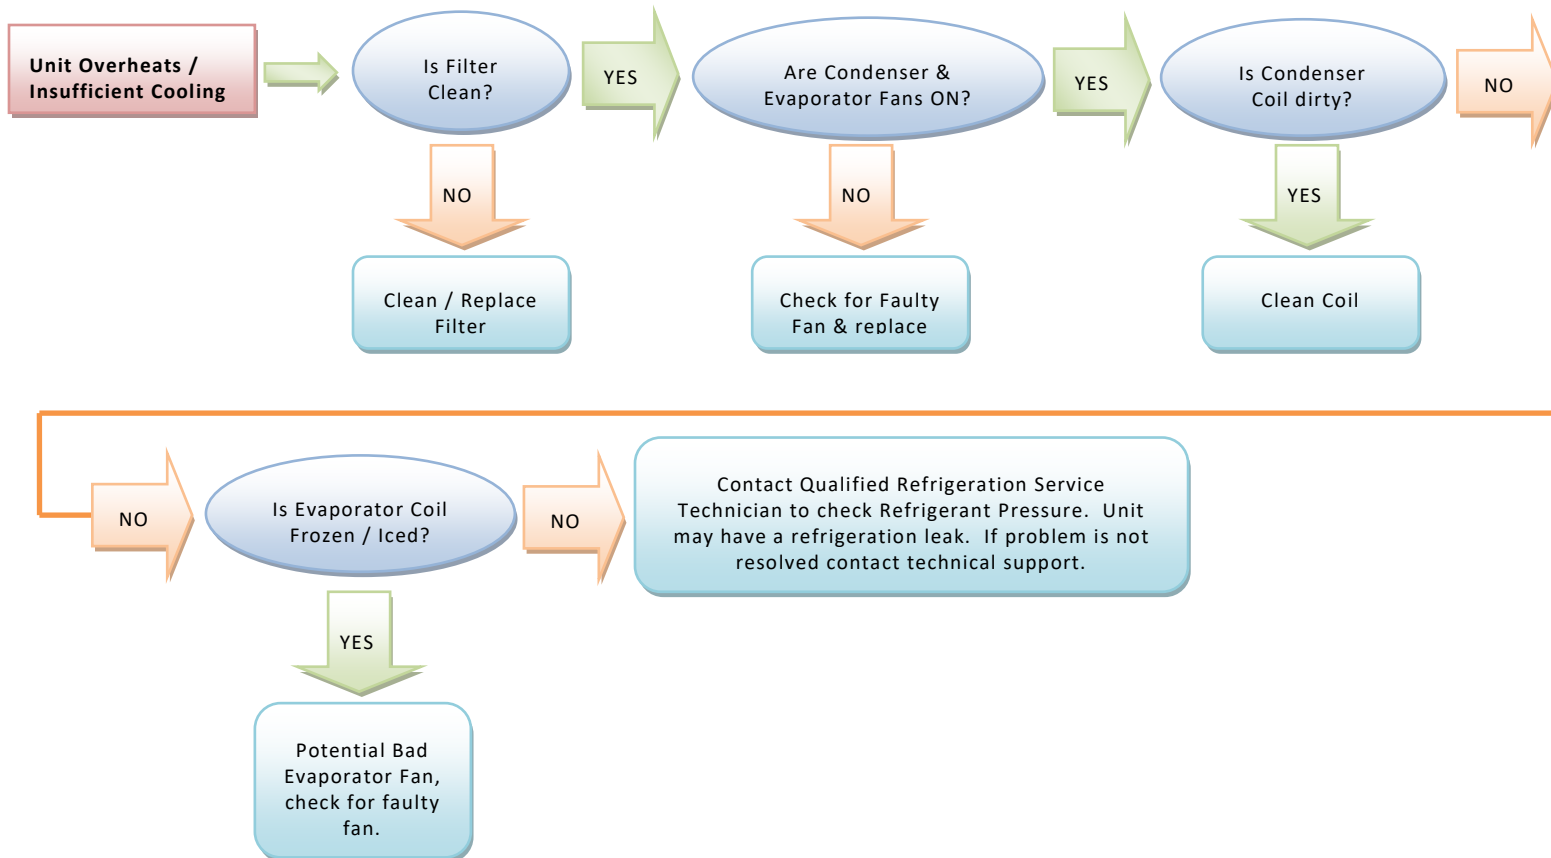 Unit Overheats /
Insufficient Cooling
Is Filter
Clean?
YES
Are Condenser &
Evaporator Fans ON?
YES
Is Condenser
Coil dirty?
NO
NO
NO
YES
Clean / Replace
Filter
Check for Faulty
Fan & replace
Clean Coil
NO
Is Evaporator Coil
Frozen / Iced?
NO
Contact Qualified Refrigeration Service
Technician to check Refrigerant Pressure.  Unit
may have a refrigeration leak.  If problem is not
resolved contact technical support.
YES
Potential Bad
Evaporator Fan,
check for faulty
fan.